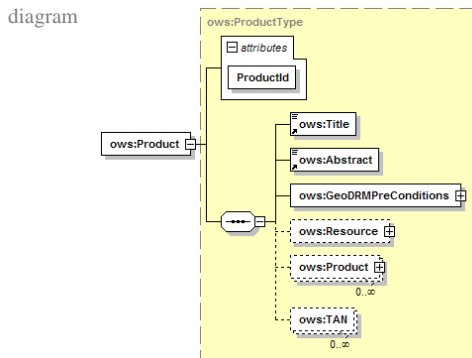 diagram
ows:ProductType
attributes
ProductId
ows:Product
ows:Title
ows:Abstract
ows:GeoDRMPreConditions
ows:Resource
ows:Product
0..∞
ows:TAN
0..∞